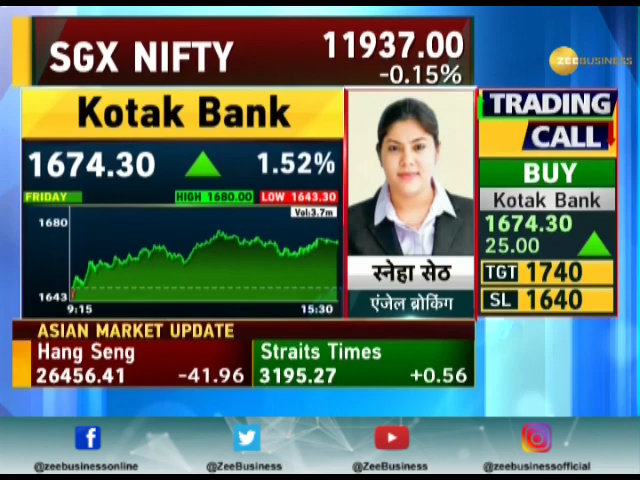 SGX NIFTY
11937.00
-0.15%
ZEEBUSINESS
Kotak Bank
1674.30 1.52%
FRIDAY HIGH 1680.00 LOW 1643.30
Vol:3.7m
1680
1643
9:15 15:30
स्नेहा सेठ
एंजेल ब्रोकिंग
TRADING
CALL
BUY
Kotak Bank
1674.30
25.00
TGT 1740
SL 1640
ASIAN MARKET UPDATE
Hang Seng
26456.41 -41.96
Straits Times
3195.27 +0.56
@zeebusinessonline @ZeeBusiness @ZeeBusiness @zeebusinessofficial